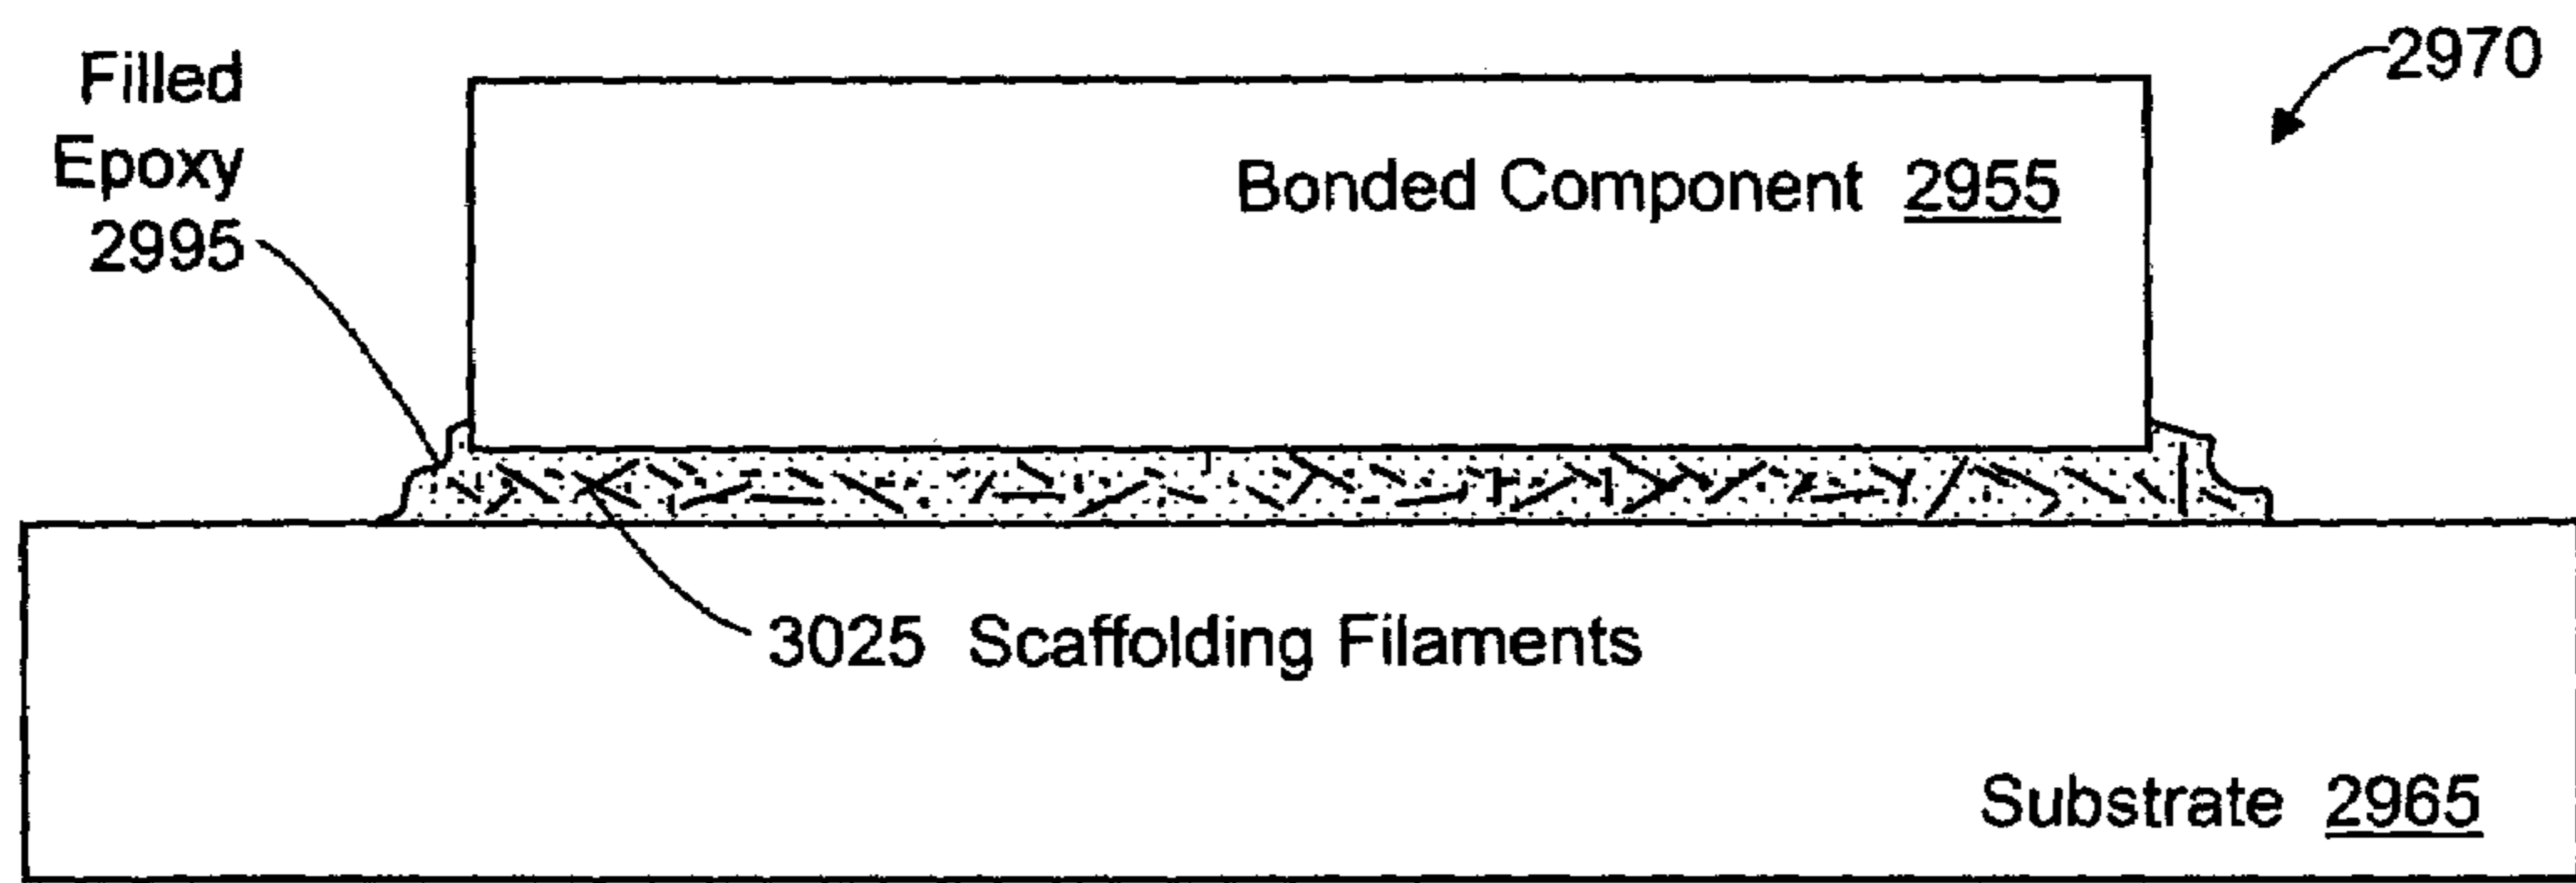 Filled
Epoxy
2995
2970
Bonded Component 2955
3025 Scaffolding Filaments
Substrate 2965